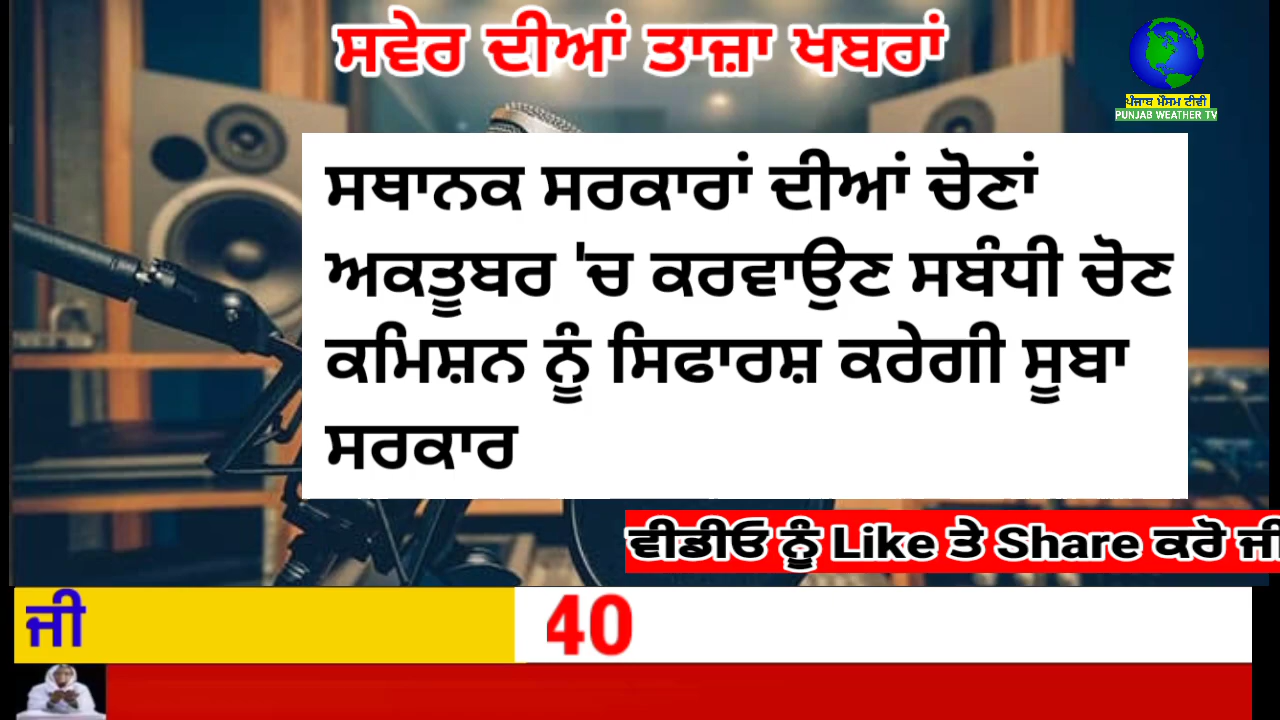 ਸਵੇਰ ਦੀਆਂ ਤਾਜ਼ਾ ਖਬਰਾਂ
ਪੰਜਾਬ ਮੌਸਮ ਟੀਵੀ
PUNJAB WEATHER TV
ਸਥਾਨਕ ਸਰਕਾਰਾਂ ਦੀਆਂ ਚੋਣਾਂ
ਅਕਤੂਬਰ 'ਚ ਕਰਵਾਉਣ ਸਬੰਧੀ ਚੋਣ
ਕਮਿਸ਼ਨ ਨੂੰ ਸਿਫਾਰਸ਼ ਕਰੇਗੀ ਸੂਬਾ
ਸਰਕਾਰ
ਵੀਡੀਓ ਨੂੰ Like ਤੇ Share ਕਰੋ ਜੀ
ਜੀ
40